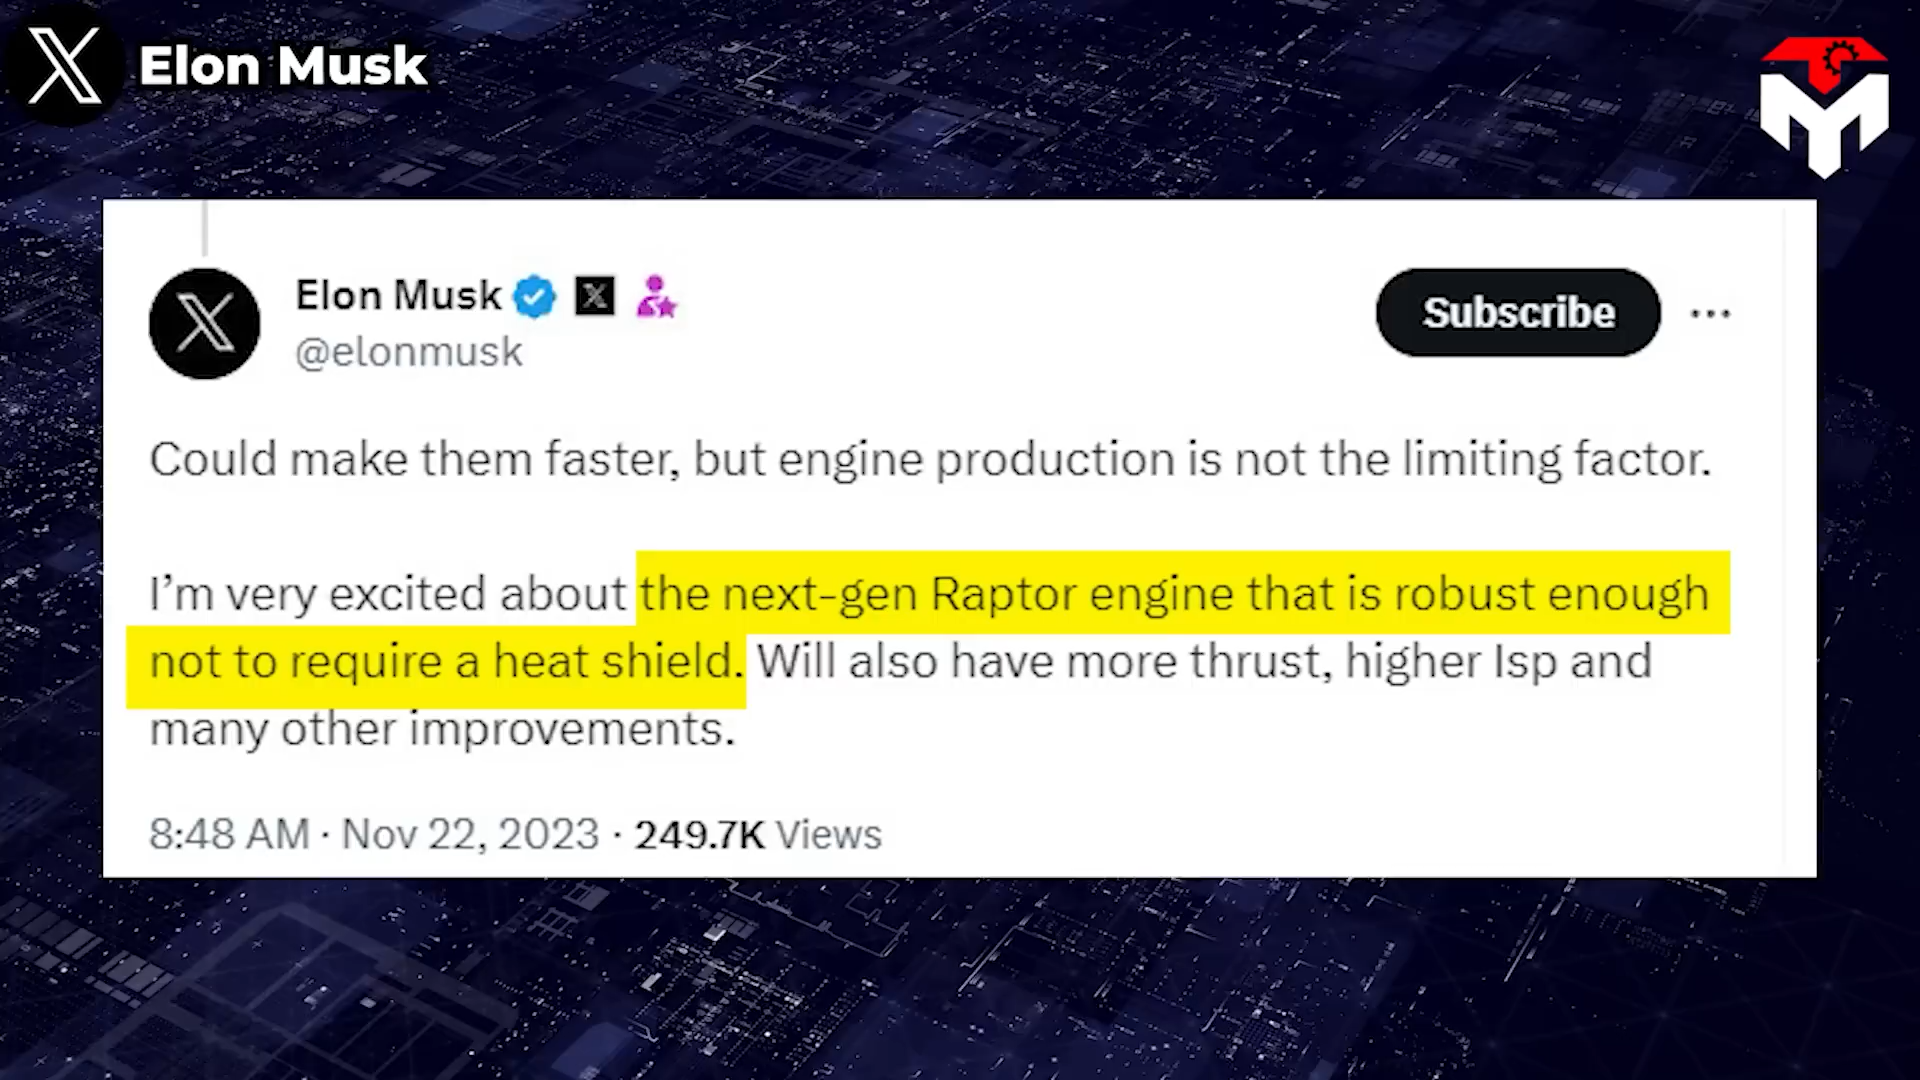 Elon Musk
Elon Musk
Subscribe
@elonmusk
Could make them faster, but engine production is not the limiting factor.
I’m very excited about the next-gen Raptor engine that is robust enough
not to require a heat shield. Will also have more thrust, higher Isp and
many other improvements.
8:48 AM · Nov 22, 2023 · 249.7K Views